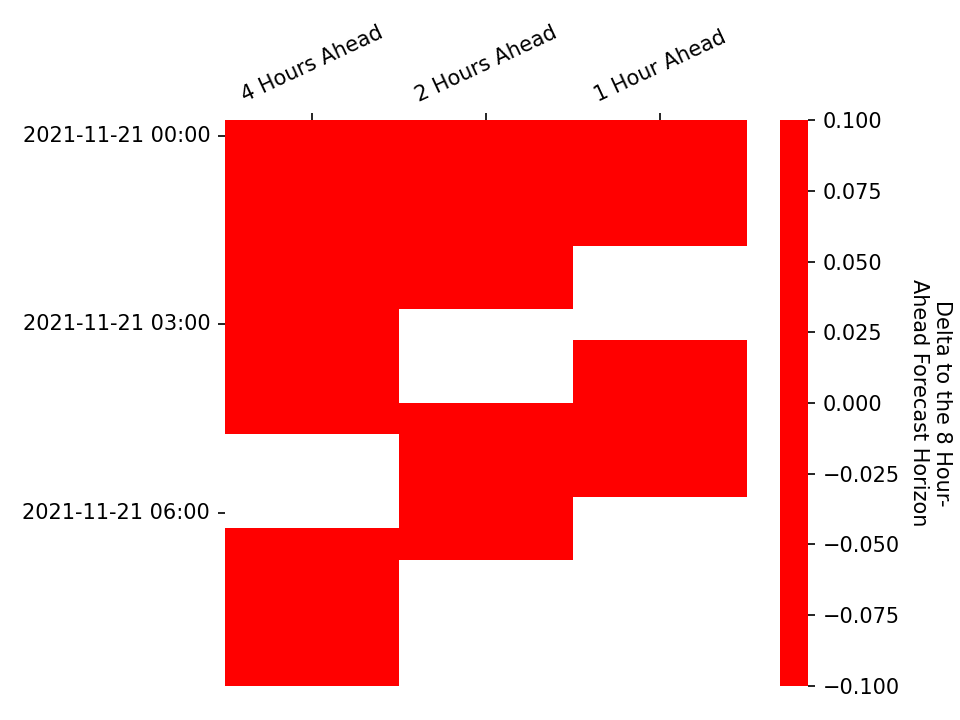 4 Hours Ahead
2 Hours Ahead
1 Hour Ahead
2021-11-21 00:00
2021-11-21 03:00
2021-11-21 06:00
0.100
0.075
0.050
0.025
0.000
−0.025
−0.050
−0.075
−0.100
Delta to the 8 Hour-
Ahead Forecast Horizon